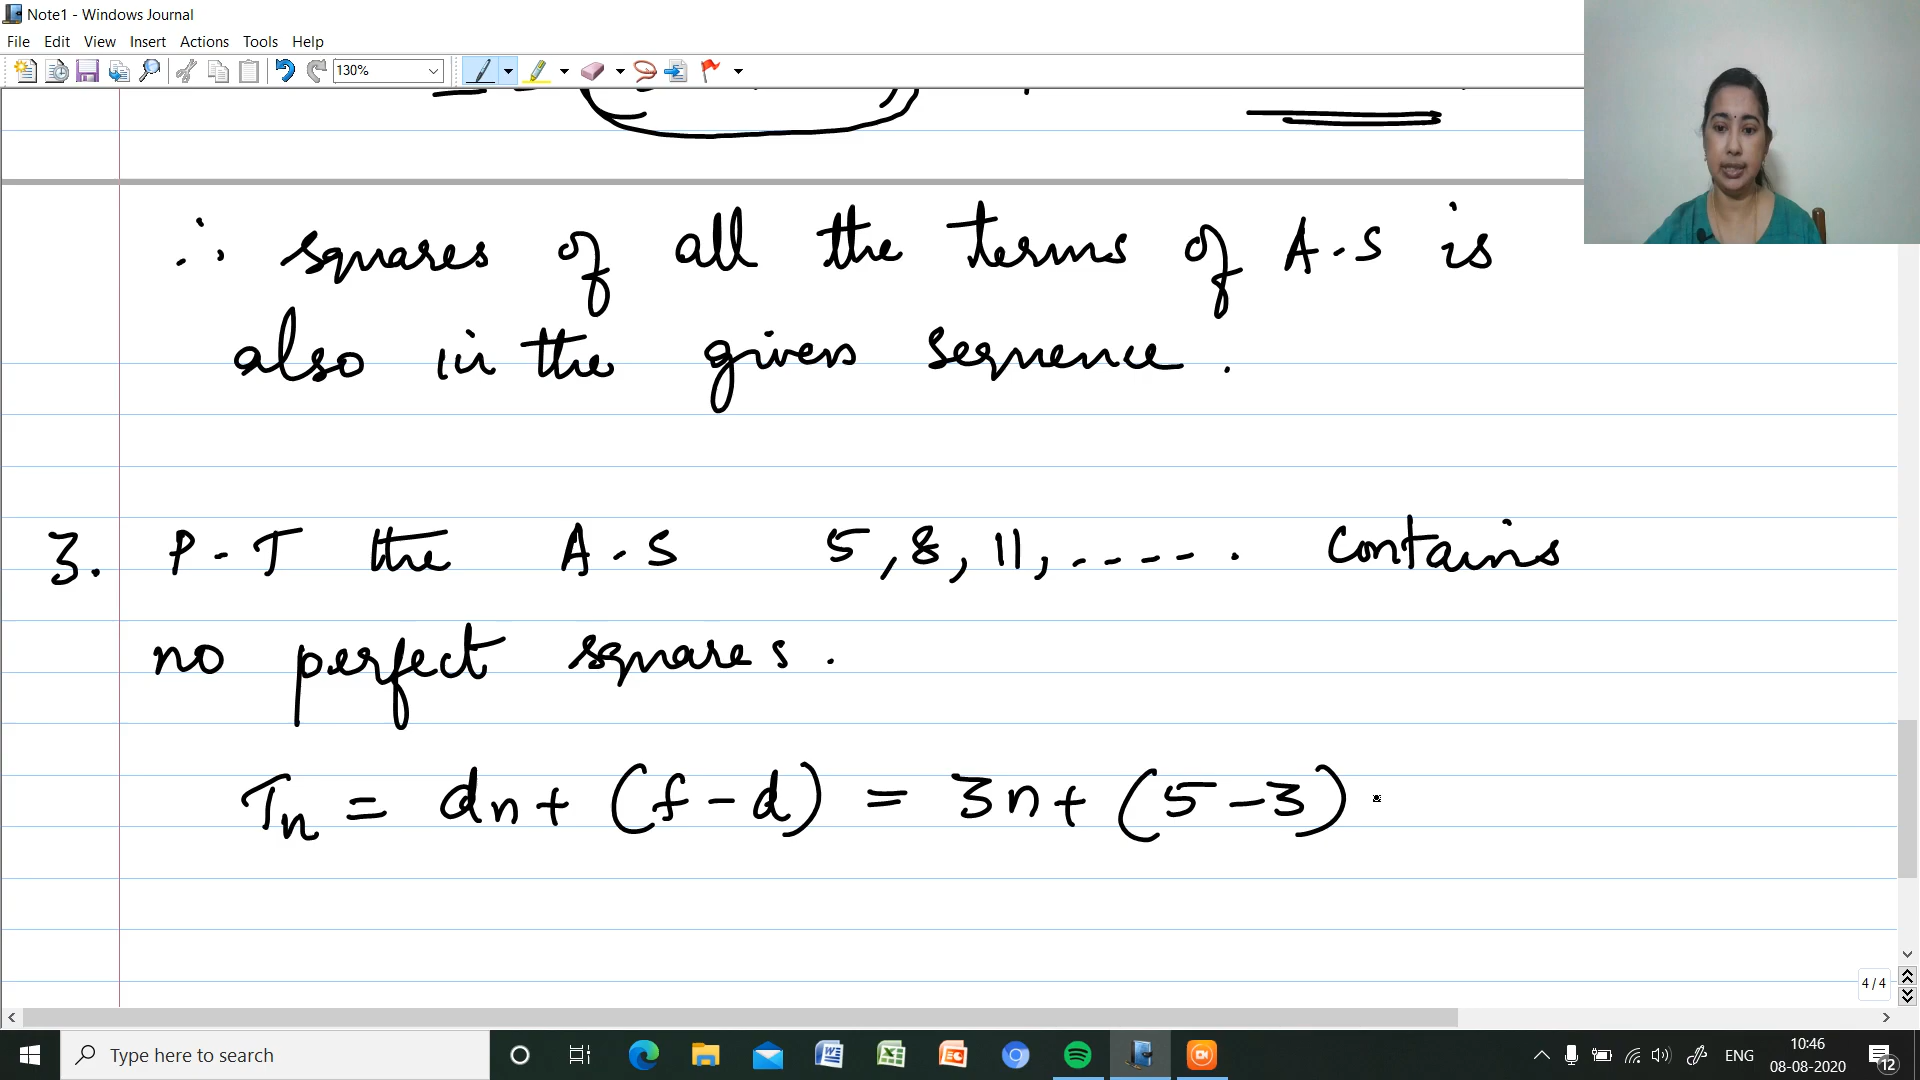 Note1 - Windows Journal
File Edit View Insert Actions Tools Help
130%
∴ squares of all the terms of A.S is
also in the given sequence.
3. P.T the A.S 5, 8, 11, ..... contains
no perfect squares.
Tn = dn + (f - d) = 3n + (5 - 3)
4 / 4
Type here to search
ENG
10:46
08-08-2020
12